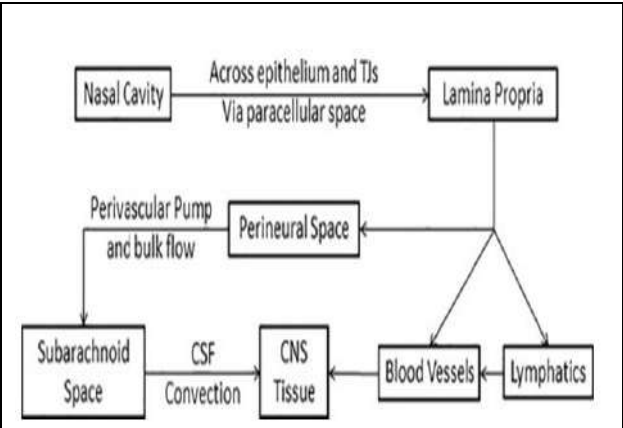 Across epithelium and TJs
Nasal Cavity
Lamina Propria
Via paracellular space
Perivascular Pump
and bulk flow
Perineural Space
Subarachnoid
Space
CSF
Convection
CNS
Tissue
Blood Vessels
Lymphatics